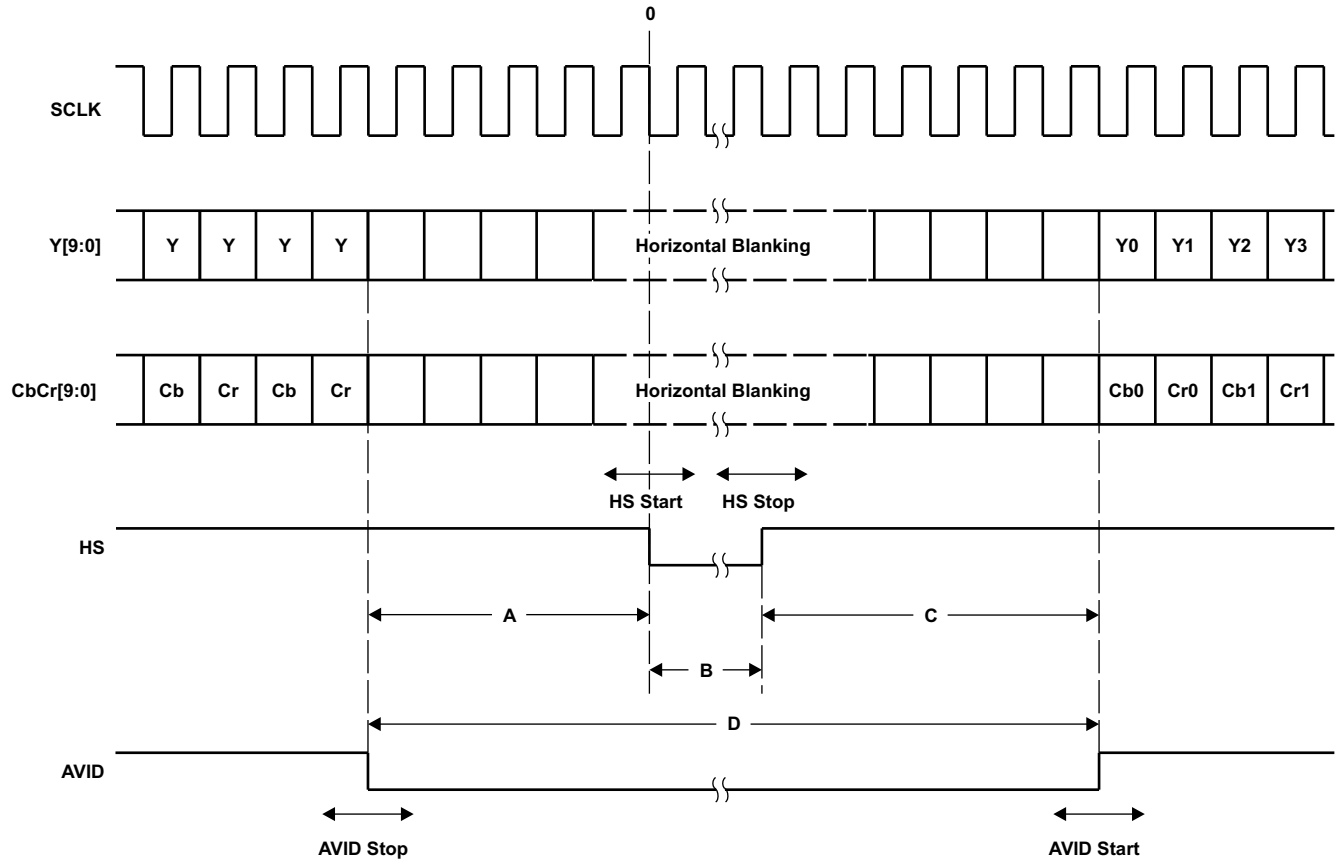 0
SCLK
Y[9:0] Y Y Y Y Horizontal Blanking Y0 Y1 Y2 Y3
CbCr[9:0] Cb Cr Cb Cr Horizontal Blanking Cb0 Cr0 Cb1 Cr1
HS Start HS Stop
HS
A C
B
D
AVID
AVID Stop AVID Start